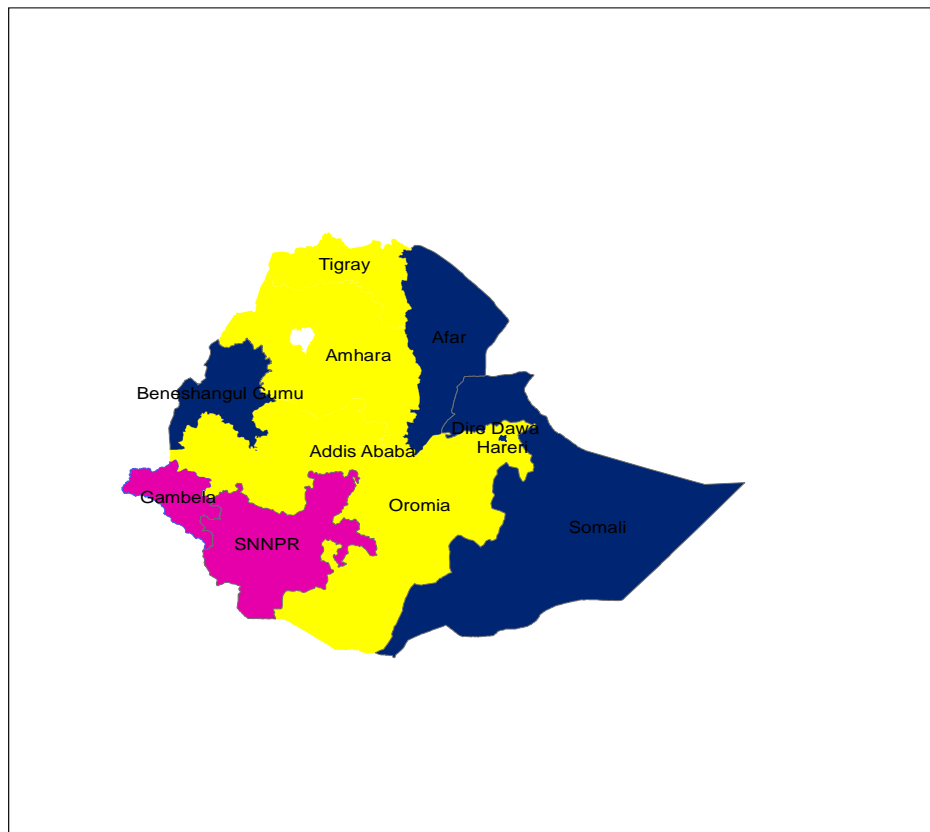 Tigray
Afar
Amhara
Beneshangul Gumu
Dire Dawa
Hareri
Addis Ababa
Gambela
Oromia
Somali
SNNPR